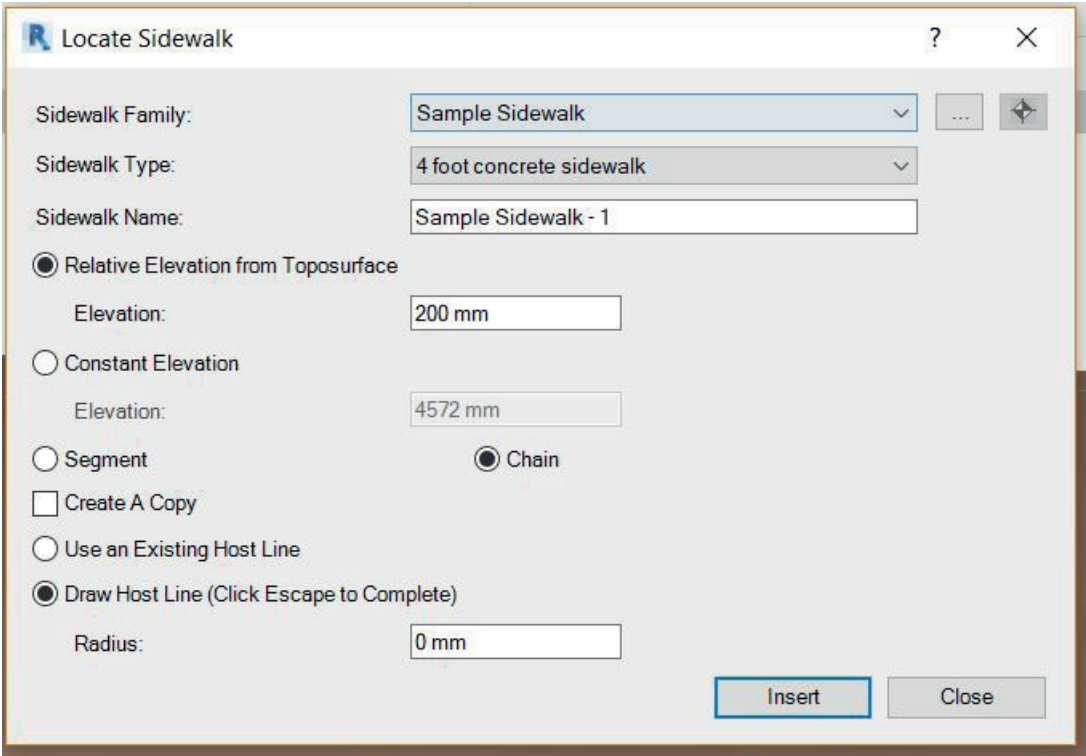 Locate Sidewalk ?
Sidewalk Family: Sample Sidewalk ...
Sidewalk Type: 4 foot concrete sidewalk
Sidewalk Name: Sample Sidewalk - 1
Relative Elevation from Toposurface
Elevation: 200 mm
Constant Elevation
Elevation: 4572 mm
Segment Chain
Create A Copy
Use an Existing Host Line
Draw Host Line (Click Escape to Complete)
Radius: 0 mm
Insert Close